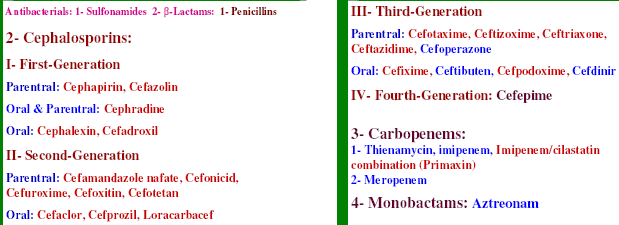 Antibacterials: 1- Sulfonamides 2- β-Lactams: 1- Penicillins
2- Cephalosporins:
I- First-Generation
Parentral: Cephapirin, Cefazolin
Oral & Parentral: Cephradine
Oral: Cephalexin, Cefadroxil
II- Second-Generation
Parentral: Cefamandazole nafate, Cefonicid,
Cefuroxime, Cefoxitin, Cefotetan
Oral: Cefaclor, Cefprozil, Loracarbacef
III- Third-Generation
Parentral: Cefotaxime, Ceftizoxime, Ceftriaxone,
Ceftazidime, Cefoperazone
Oral: Cefixime, Ceftibuten, Cefpodoxime, Cefdinir
IV- Fourth-Generation: Cefepime
3- Carbopenems:
1- Thienamycin, imipenem, Imipenem/cilastatin
combination (Primaxin)
2- Meropenem
4- Monobactams: Aztreonam